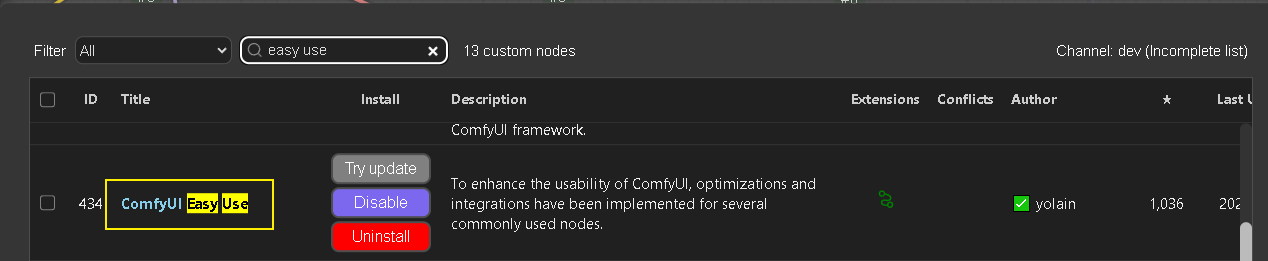 Filter All easy use 13 custom nodes Channel: dev (Incomplete list)
ID Title Install Description Extensions Conflicts Author ★ Last U
ComfyUI framework.
Try update
434 ComfyUI Easy Use Disable To enhance the usability of ComfyUI, optimizations and yolain 1,036 202
integrations have been implemented for several
commonly used nodes.
Uninstall